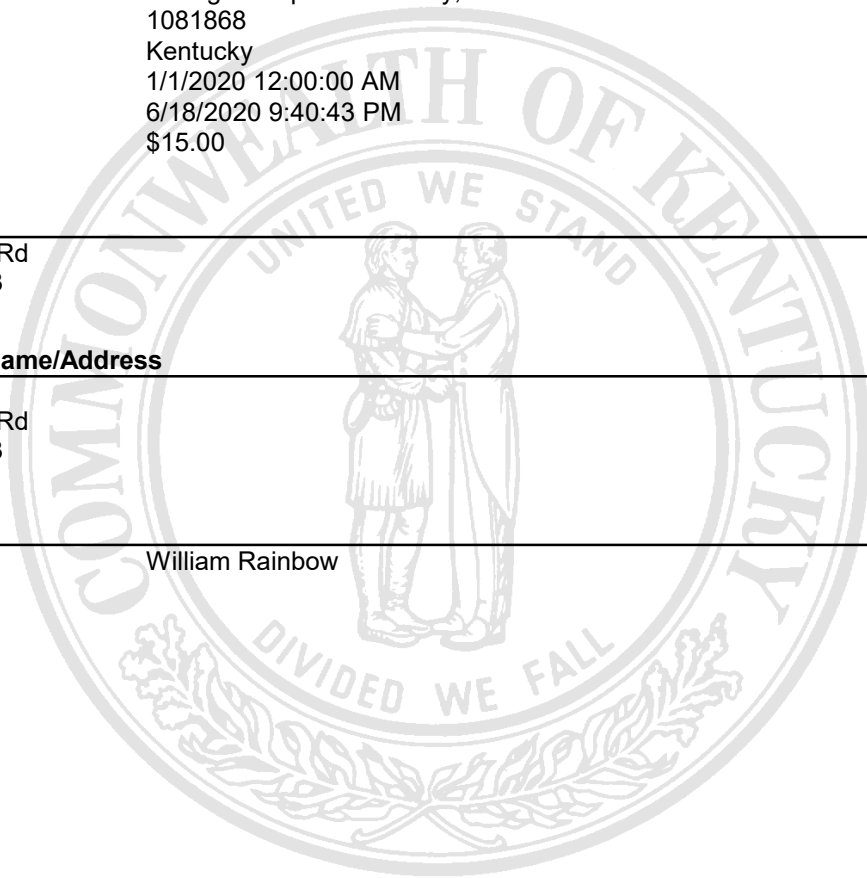 1081868
Kentucky
1/1/2020 12:00:00 AM
6/18/2020 9:40:43 PM
$15.00
Rd
ame/Address
Rd
William Rainbow
COMMONWEALTH OF KENTUCKY
UNITED WE STAND
DIVIDED WE FALL